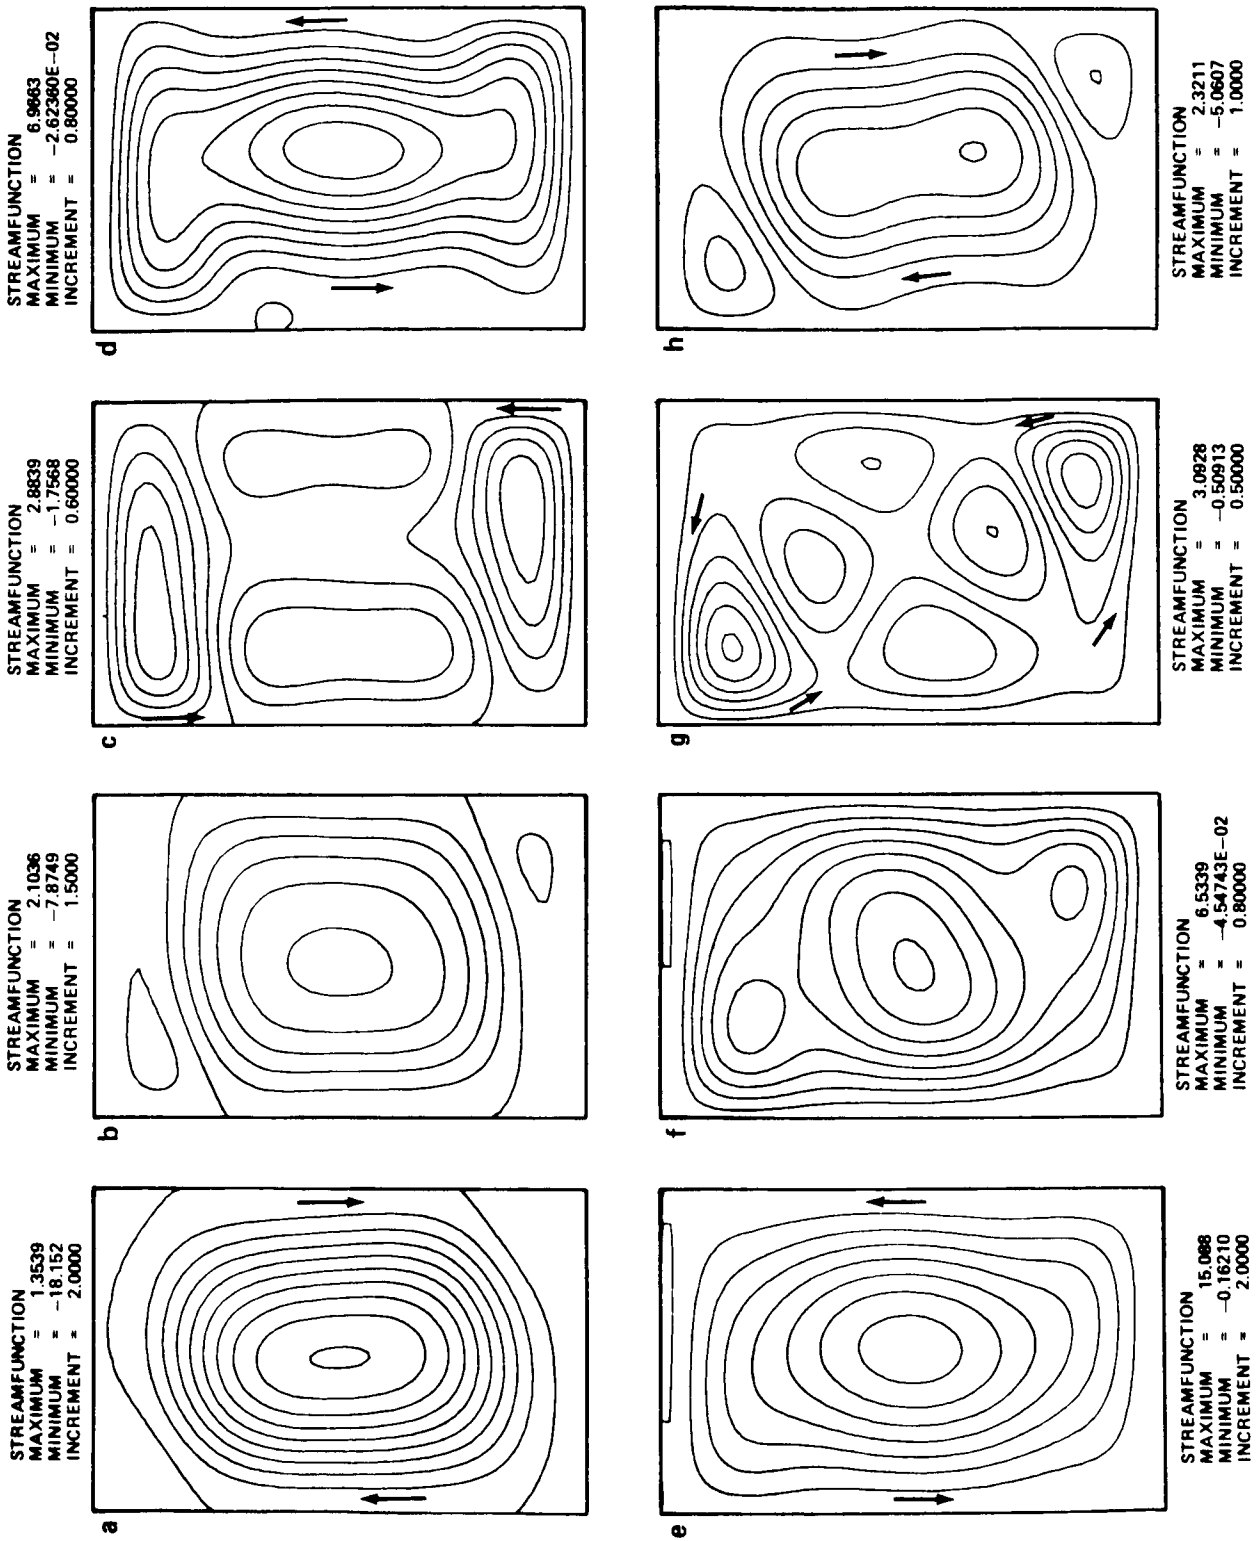 a
STREAMFUNCTION
MAXIMUM = 1.3539
MINIMUM = −18.152
INCREMENT = 2.0000
b
STREAMFUNCTION
MAXIMUM = 2.1036
MINIMUM = −7.8749
INCREMENT = 1.5000
c
STREAMFUNCTION
MAXIMUM = 2.8839
MINIMUM = −1.7568
INCREMENT = 0.60000
d
STREAMFUNCTION
MAXIMUM = 6.9663
MINIMUM = −2.62360E−02
INCREMENT = 0.80000
e
STREAMFUNCTION
MAXIMUM = 15.088
MINIMUM = −0.16210
INCREMENT = 2.0000
f
STREAMFUNCTION
MAXIMUM = 6.5339
MINIMUM = −4.54743E−02
INCREMENT = 0.80000
g
STREAMFUNCTION
MAXIMUM = 3.0928
MINIMUM = −0.50913
INCREMENT = 0.50000
h
STREAMFUNCTION
MAXIMUM = 2.3211
MINIMUM = −5.0607
INCREMENT = 1.0000